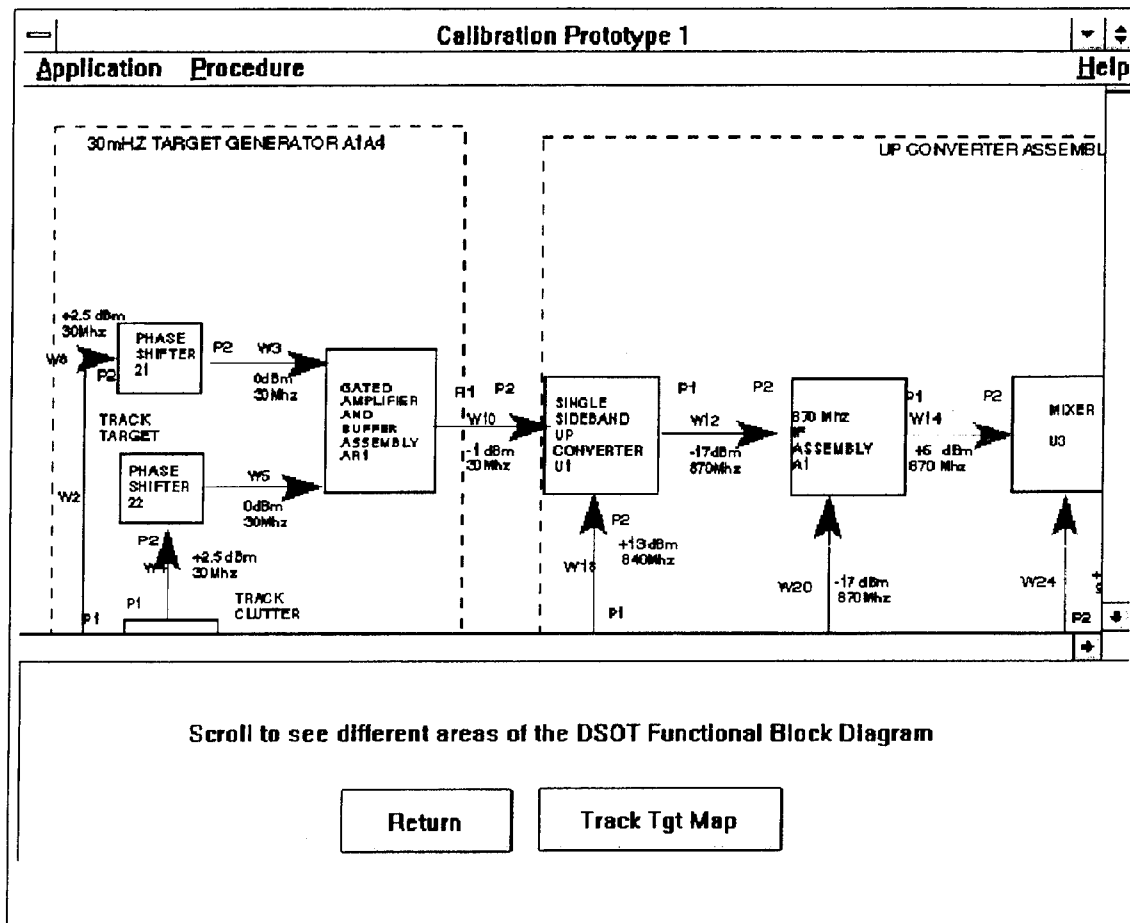 Calibration Prototype 1
Application Procedure Help
30mHZ TARGET GENERATOR A1A4
UP CONVERTER ASSEMBL
+2.5 dBm
30Mhz
W8
P2
PHASE
SHIFTER
21
P2
W3
0dBm
30Mhz
TRACK
TARGET
PHASE
SHIFTER
22
W5
0dBm
30Mhz
W2
P2
+2.5 dBm
30Mhz
P1
P1
TRACK
CLUTTER
GATED
AMPLIFIER
AND
BUFFER
ASSEMBLY
AR1
P2
W10
-1 dBm
30Mhz
SINGLE
SIDEBAND
UP
CONVERTER
U1
P1
P2
W12
-17dBm
870Mhz
P2
+13 dBm
840Mhz
W18
P1
870 Mhz
IF
ASSEMBLY
A1
P1
P2
W14
+6 dBm
870 Mhz
W20
-17 dBm
870Mhz
MIXER
U3
W24
P2
Scroll to see different areas of the DSOT Functional Block Diagram
Return
Track Tgt Map